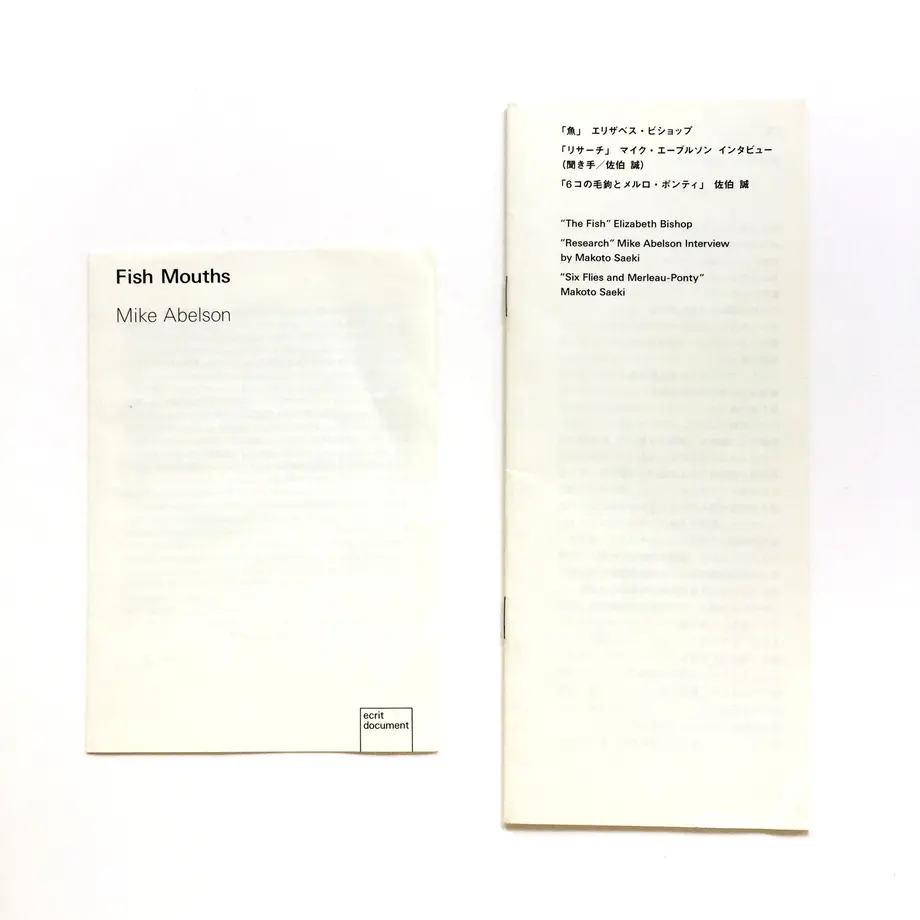 Fish Mouths
Mike Abelson
ecrit
document
「魚」 エリザベス・ビショップ
「リサーチ」 マイク・エーブルソン インタビュー
（聞き手／佐伯 誠）
「6コの毛鉤とメルロ・ポンティ」 佐伯 誠
“The Fish” Elizabeth Bishop
“Research” Mike Abelson Interview
by Makoto Saeki
“Six Flies and Merleau-Ponty”
Makoto Saeki